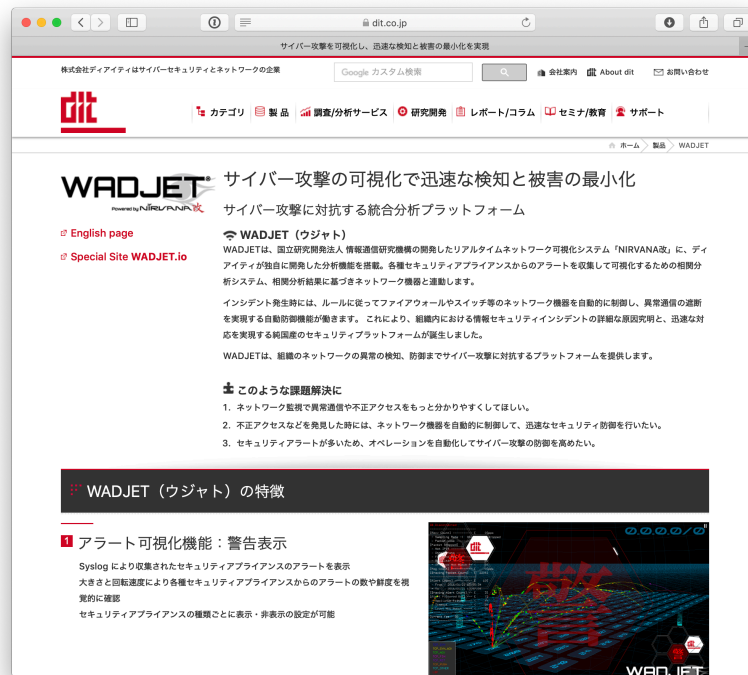 dit.co.jp
サイバー攻撃を可視化し、迅速な検知と被害の最小化を実現
株式会社ディアイティはサイバーセキュリティとネットワークの企業
Google カスタム検索
会社案内
dit About dit
お問い合わせ
dit
カテゴリ
製 品
調査/分析サービス
研究開発
レポート/コラム
セミナ/教育
サポート
ホーム 製品 WADJET
WADJET®
Powered by NIRVANA改
English page
Special Site WADJET.io
サイバー攻撃の可視化で迅速な検知と被害の最小化
サイバー攻撃に対抗する統合分析プラットフォーム
WADJET（ウジャト）
WADJETは、国立研究開発法人 情報通信研究機構の開発したリアルタイムネットワーク可視化システム「NIRVANA改」に、ディ
アイティが独自に開発した分析機能を搭載。各種セキュリティアプライアンスからのアラートを収集して可視化するための相関分
析システム、相関分析結果に基づきネットワーク機器と連動します。
インシデント発生時には、ルールに従ってファイアウォールやスイッチ等のネットワーク機器を自動的に制御し、異常通信の遮断
を実現する自動防御機能が働きます。 これにより、組織内における情報セキュリティインシデントの詳細な原因究明と、迅速な対
応を実現する純国産のセキュリティプラットフォームが誕生しました。
WADJETは、組織のネットワークの異常の検知、防御までサイバー攻撃に対抗するプラットフォームを提供します。
このような課題解決に
1. ネットワーク監視で異常通信や不正アクセスをもっと分かりやすくしてほしい。
2. 不正アクセスなどを発見した時には、ネットワーク機器を自動的に制御して、迅速なセキュリティ防御を行いたい。
3. セキュリティアラートが多いため、オペレーションを自動化してサイバー攻撃の防御を高めたい。
WADJET（ウジャト）の特徴
1 アラート可視化機能：警告表示
Syslog により収集されたセキュリティアプライアンスのアラートを表示
大きさと回転速度により各種セキュリティアプライアンスからのアラートの数や鮮度を視
覚的に確認
セキュリティアプライアンスの種類ごとに表示・非表示の設定が可能
0.0.0.0/0
dit
警
WADJET